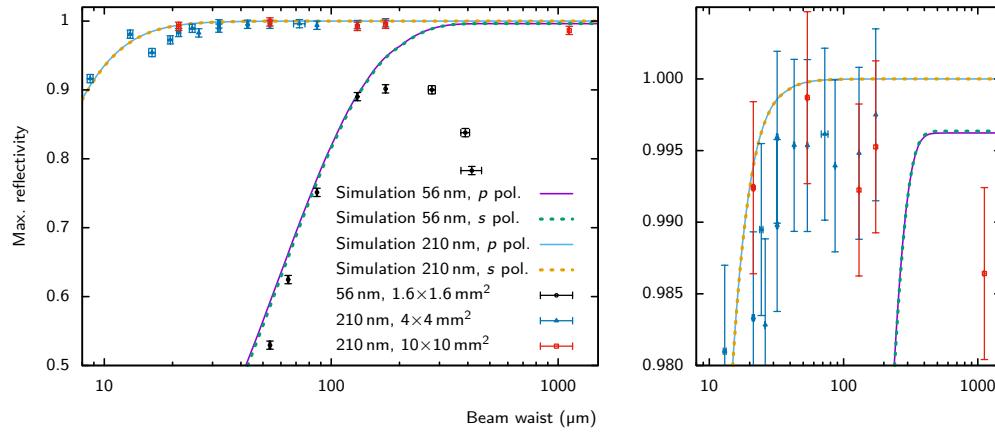 Max. reflectivity
1
0.9
0.8
0.7
0.6
0.5
10
100
1000
Simulation 56 nm, p pol.
Simulation 56 nm, s pol.
Simulation 210 nm, p pol.
Simulation 210 nm, s pol.
56 nm, 1.6×1.6 mm²
210 nm, 4×4 mm²
210 nm, 10×10 mm²
1.000
0.995
0.990
0.985
0.980
10
100
1000
Beam waist (µm)